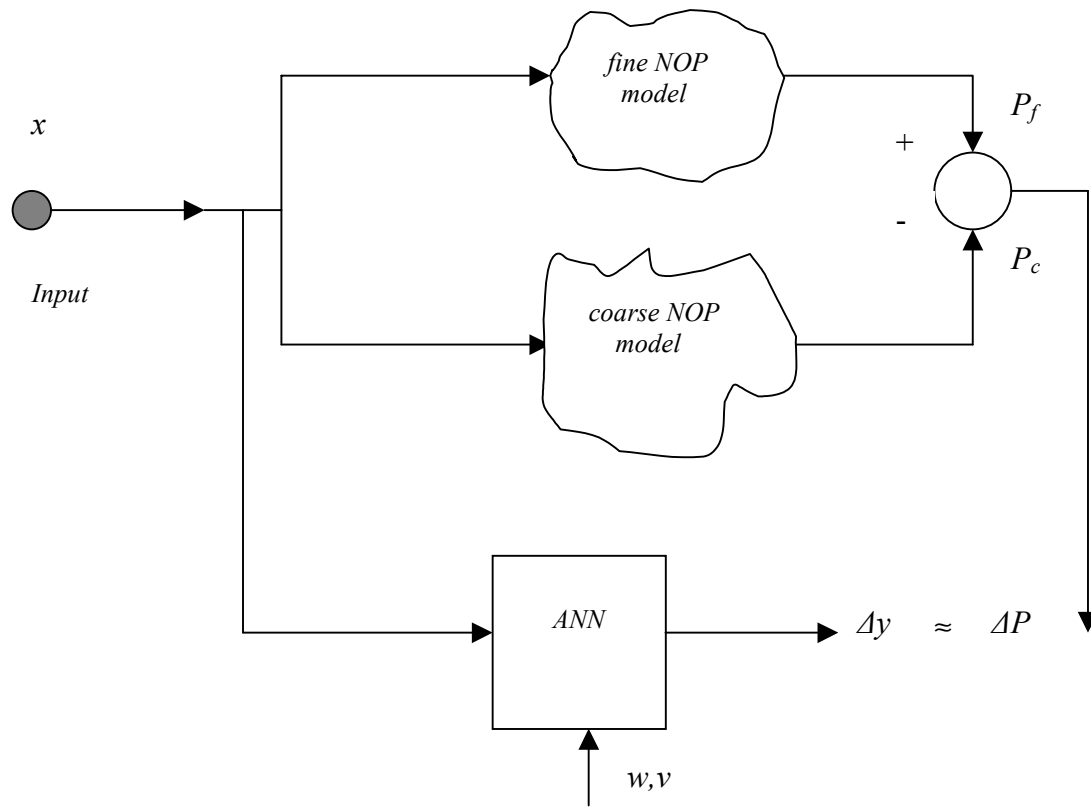 fine NOP
model
x
P_f
+
-
Input
P_c
coarse NOP
model
ANN
Δy ≈ ΔP
w,v